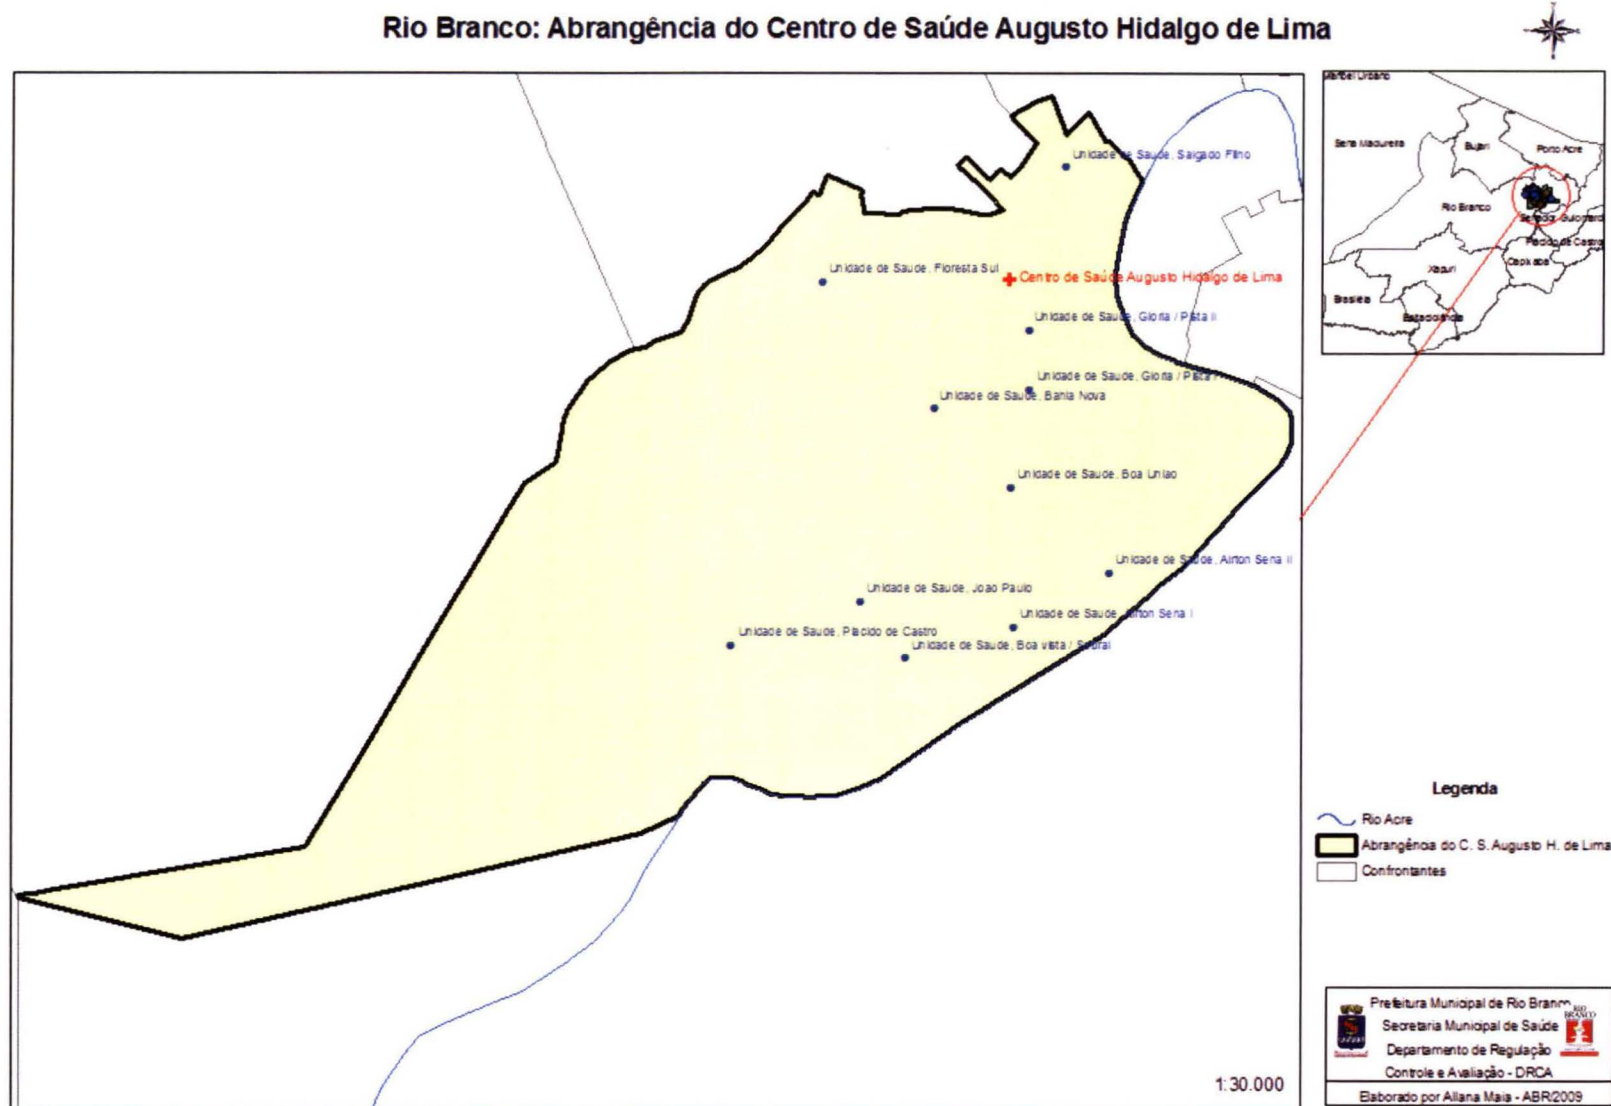 Rio Branco: Abrangência do Centro de Saúde Augusto Hidalgo de Lima
Manoel Urbano
Sena Madureira
Bujari
Porto Acre
Rio Branco
Senador Guiomard
Placido de Castro
Capixaba
Xapuri
Brasileia
Epitaciolandia
Unidade de Saude, Salgado Filho
Unidade de Saude, Floresta Sul
Centro de Saúde Augusto Hidalgo de Lima
Unidade de Saude, Gloria / Pista II
Unidade de Saude, Gloria / Pista I
Unidade de Saude, Bahia Nova
Unidade de Saude, Boa Uniao
Unidade de Saude, Airton Sena II
Unidade de Saude, Joao Paulo
Unidade de Saude, Airton Sena I
Unidade de Saude, Placido de Castro
Unidade de Saude, Boa vista / Sobral
Legenda
Rio Acre
Abrangência do C. S. Augusto H. de Lima
Confrontantes
1:30.000
Prefeitura Municipal de Rio Branco
Secretaria Municipal de Saúde
Departamento de Regulação
Controle e Avaliação - DRCA
Elaborado por Allana Maia - ABR/2009
RIO
BRANCO